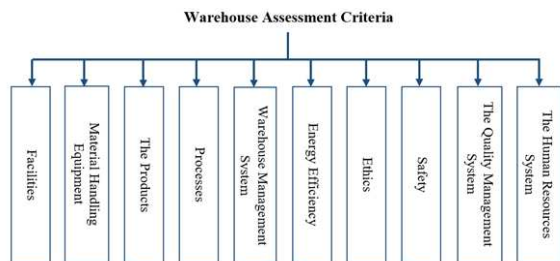 Warehouse Assessment Criteria
Facilities
Material Handling
Equipment
The Products
Processes
Warehouse Management
System
Energy Efficiency
Ethics
Safety
The Quality Management
System
The Human Resources
System